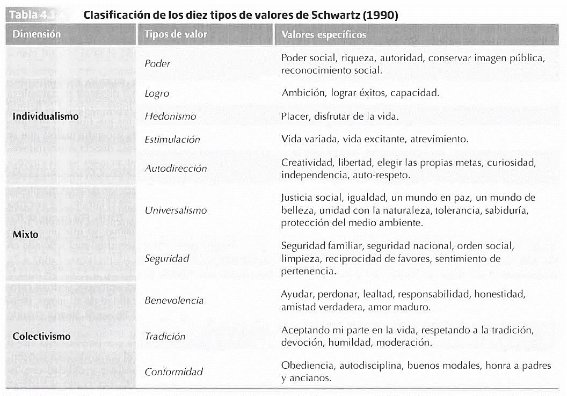 Tabla 4.3 Clasificación de los diez tipos de valores de Schwartz (1990)
Dimensión Tipos de valor Valores específicos
Poder Poder social, riqueza, autoridad, conservar imagen pública,
reconocimiento social.
Logro Ambición, lograr éxitos, capacidad.
Individualismo Hedonismo Placer, disfrutar de la vida.
Estimulación Vida variada, vida excitante, atrevimiento.
Autodirección Creatividad, libertad, elegir las propias metas, curiosidad,
independencia, auto-respeto.
Mixto Universalismo Justicia social, igualdad, un mundo en paz, un mundo de
belleza, unidad con la naturaleza, tolerancia, sabiduría,
protección del medio ambiente.
Seguridad Seguridad familiar, seguridad nacional, orden social,
limpieza, reciprocidad de favores, sentimiento de
pertenencia.
Benevolencia Ayudar, perdonar, lealtad, responsabilidad, honestidad,
amistad verdadera, amor maduro.
Colectivismo Tradición Aceptando mi parte en la vida, respetando a la tradición,
devoción, humildad, moderación.
Conformidad Obediencia, autodisciplina, buenos modales, honra a padres
y ancianos.